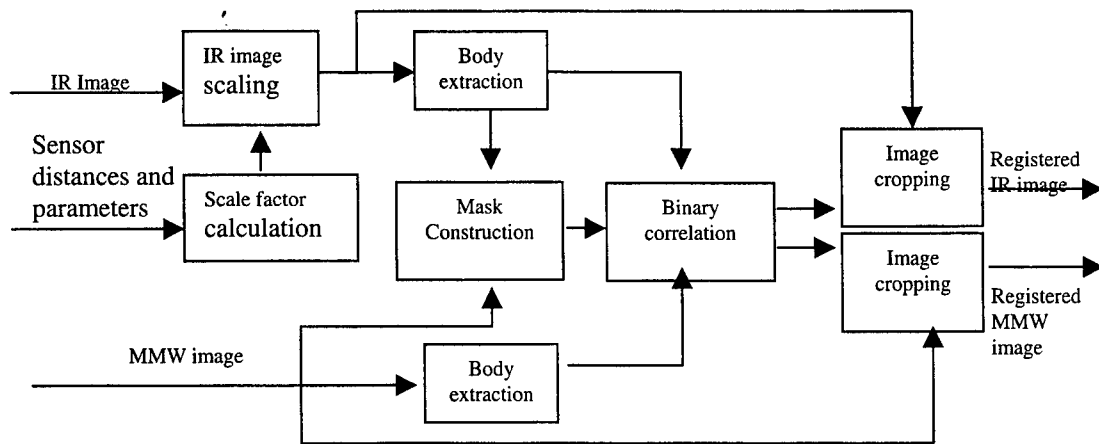 IR Image
IR image
scaling
Body
extraction
Sensor
distances and
parameters
Scale factor
calculation
Mask
Construction
Binary
correlation
Image
cropping
Registered
IR image
Image
cropping
Registered
MMW
image
MMW image
Body
extraction